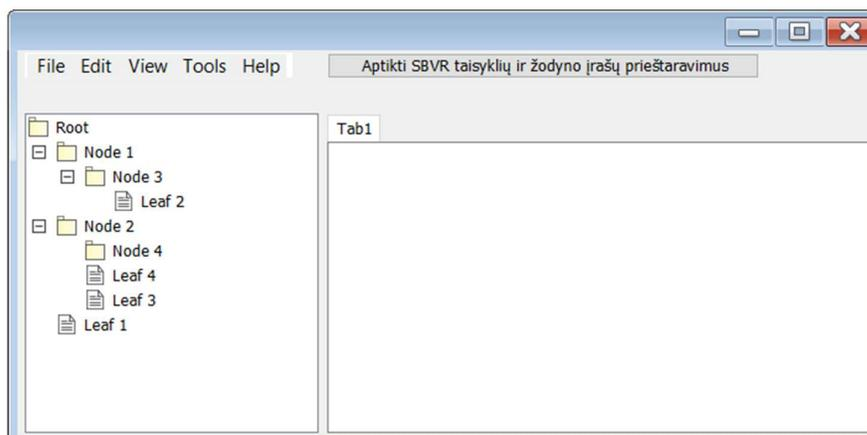 File Edit View Tools Help
Aptikti SBVR taisyklių ir žodyno įrašų prieštaravimus
Root
Node 1
Node 3
Leaf 2
Node 2
Node 4
Leaf 4
Leaf 3
Leaf 1
Tab1